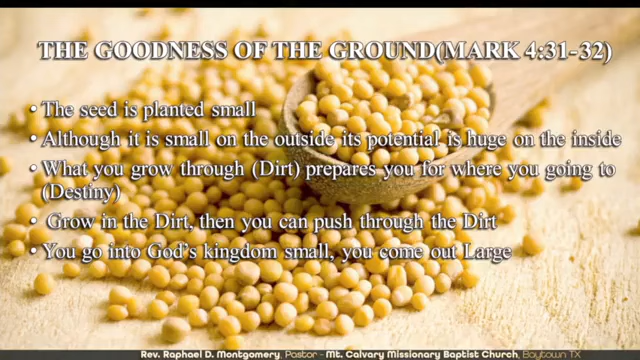 THE GOODNESS OF THE GROUND(MARK 4:31-32)
• The seed is planted small
• Although it is small on the outside its potential is huge on the inside
• What you grow through (Dirt) prepares you for where you going to
(Destiny)
• Grow in the Dirt, then you can push through the Dirt
• You go into God's kingdom small, you come out Large
Rev. Raphael D. Montgomery, Pastor - Mt. Calvary Missionary Baptist Church, Baytown TX